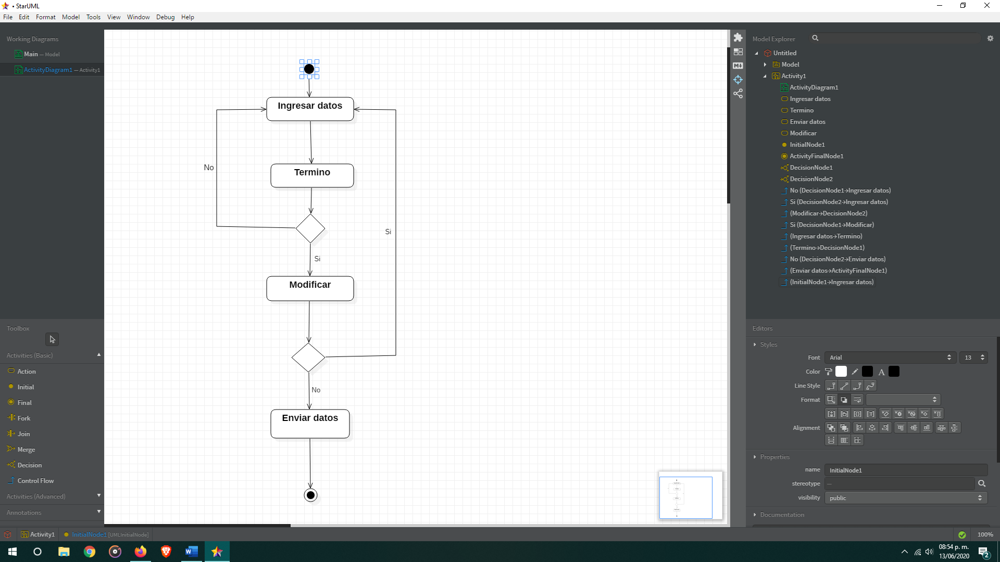 • StarUML
File Edit Format Model Tools View Window Debug Help
Working Diagrams
Main — Model
ActivityDiagram1 — Activity1
Toolbox
Activities (Basic)
Action
Initial
Final
Fork
Join
Merge
Decision
Control Flow
Activities (Advanced)
Annotations
Ingresar datos
No
Termino
Si
Si
Modificar
No
Enviar datos
Model Explorer
Untitled
Model
Activity1
ActivityDiagram1
Ingresar datos
Termino
Enviar datos
Modificar
InitialNode1
ActivityFinalNode1
DecisionNode1
DecisionNode2
No (DecisionNode1→Ingresar datos)
Si (DecisionNode2→Ingresar datos)
(Modificar→DecisionNode2)
Si (DecisionNode1→Modificar)
(Ingresar datos→Termino)
(Termino→DecisionNode1)
No (DecisionNode2→Enviar datos)
(Enviar datos→ActivityFinalNode1)
(InitialNode1→Ingresar datos)
Editors
Styles
Font Arial 13
Color A
Line Style
Format
Alignment
Properties
name InitialNode1
stereotype —
visibility public
Documentation
Activity1 InitialNode1 [UMLInitialNode] 100%
08:54 p. m.
13/06/2020
2